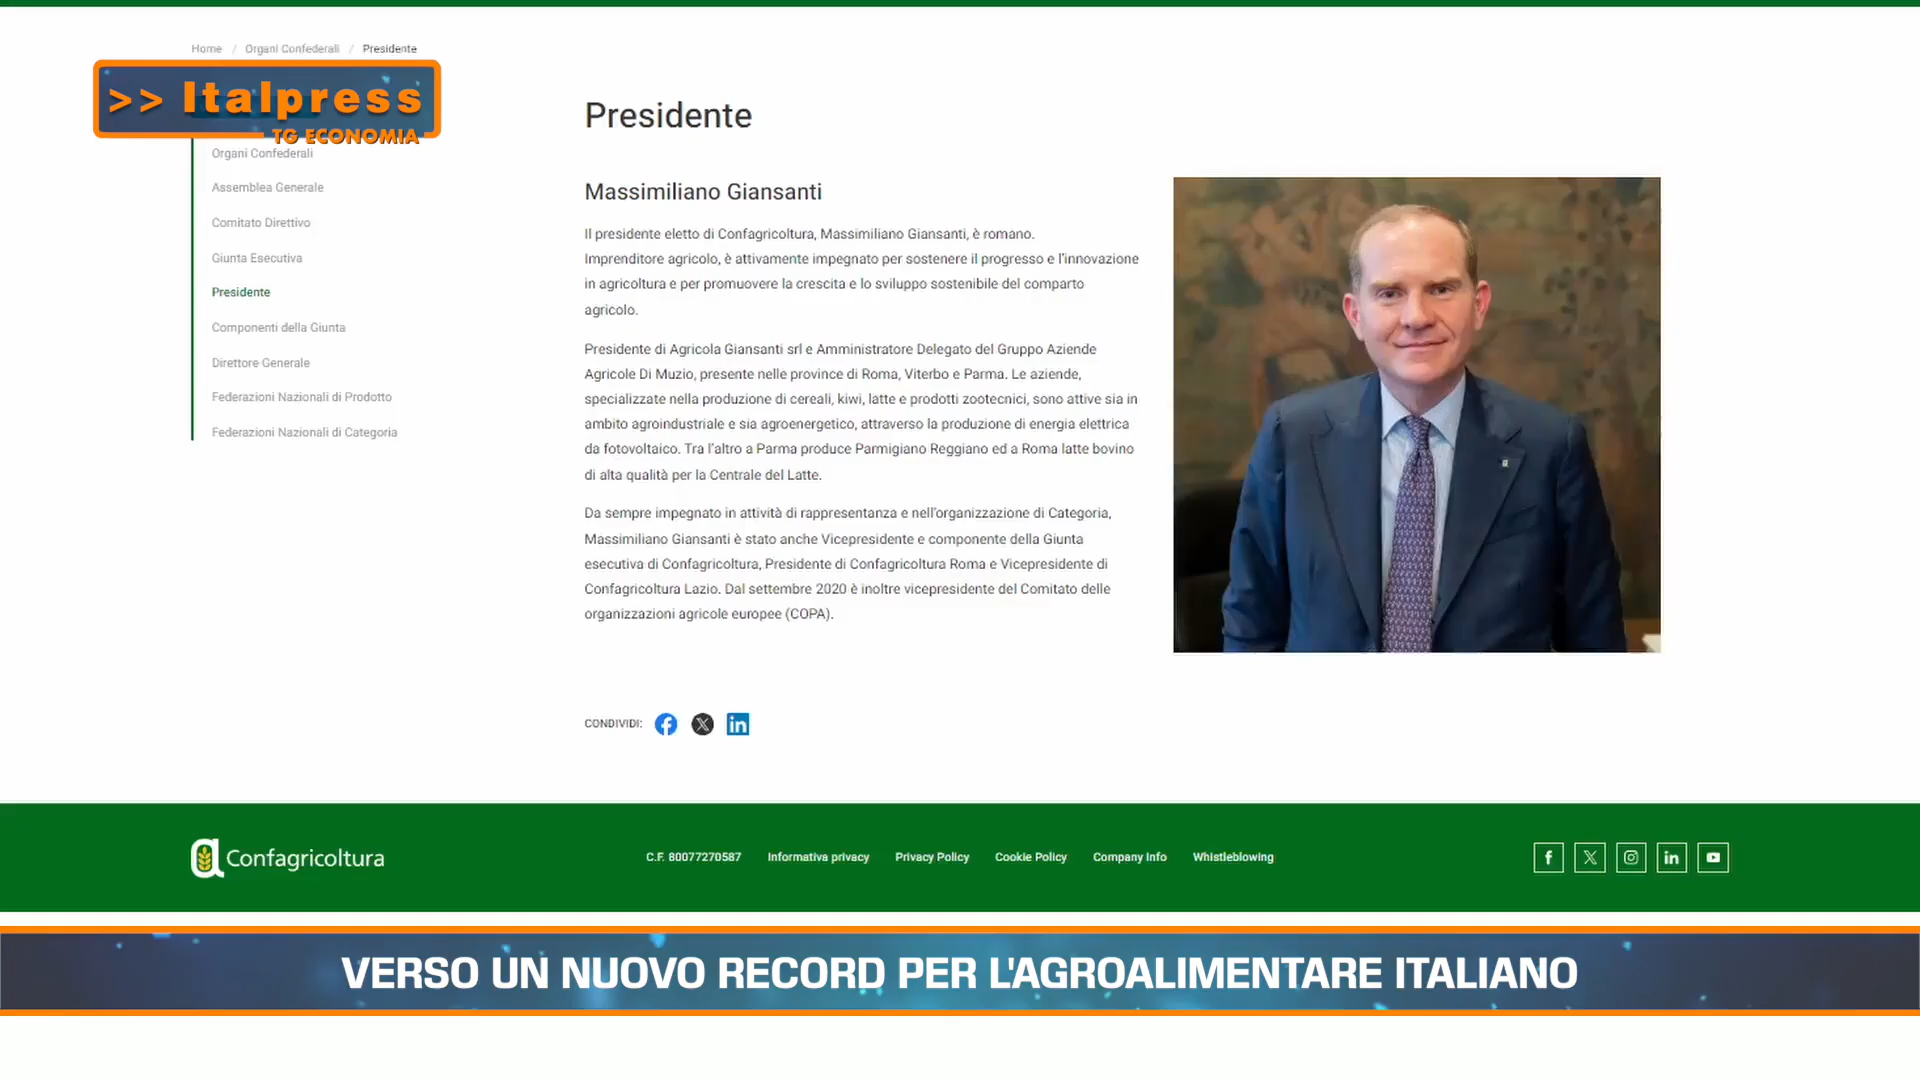 Home / Organi Confederali / Presidente
>> Italpress
TG ECONOMIA
Organi Confederali
Assemblea Generale
Comitato Direttivo
Giunta Esecutiva
Presidente
Componenti della Giunta
Direttore Generale
Federazioni Nazionali di Prodotto
Federazioni Nazionali di Categoria
Presidente
Massimiliano Giansanti
Il presidente eletto di Confagricoltura, Massimiliano Giansanti, è romano.
Imprenditore agricolo, è attivamente impegnato per sostenere il progresso e l'innovazione
in agricoltura e per promuovere la crescita e lo sviluppo sostenibile del comparto
agricolo.
Presidente di Agricola Giansanti srl e Amministratore Delegato del Gruppo Aziende
Agricole Di Muzio, presente nelle province di Roma, Viterbo e Parma. Le aziende,
specializzate nella produzione di cereali, kiwi, latte e prodotti zootecnici, sono attive sia in
ambito agroindustriale e sia agroenergetico, attraverso la produzione di energia elettrica
da fotovoltaico. Tra l'altro a Parma produce Parmigiano Reggiano ed a Roma latte bovino
di alta qualità per la Centrale del Latte.
Da sempre impegnato in attività di rappresentanza e nell'organizzazione di Categoria,
Massimiliano Giansanti è stato anche Vicepresidente e componente della Giunta
esecutiva di Confagricoltura, Presidente di Confagricoltura Roma e Vicepresidente di
Confagricoltura Lazio. Dal settembre 2020 è inoltre vicepresidente del Comitato delle
organizzazioni agricole europee (COPA).
CONDIVIDI:
Confagricoltura
C.F. 80077270587 Informativa privacy Privacy Policy Cookie Policy Company Info Whistleblowing
VERSO UN NUOVO RECORD PER L'AGROALIMENTARE ITALIANO